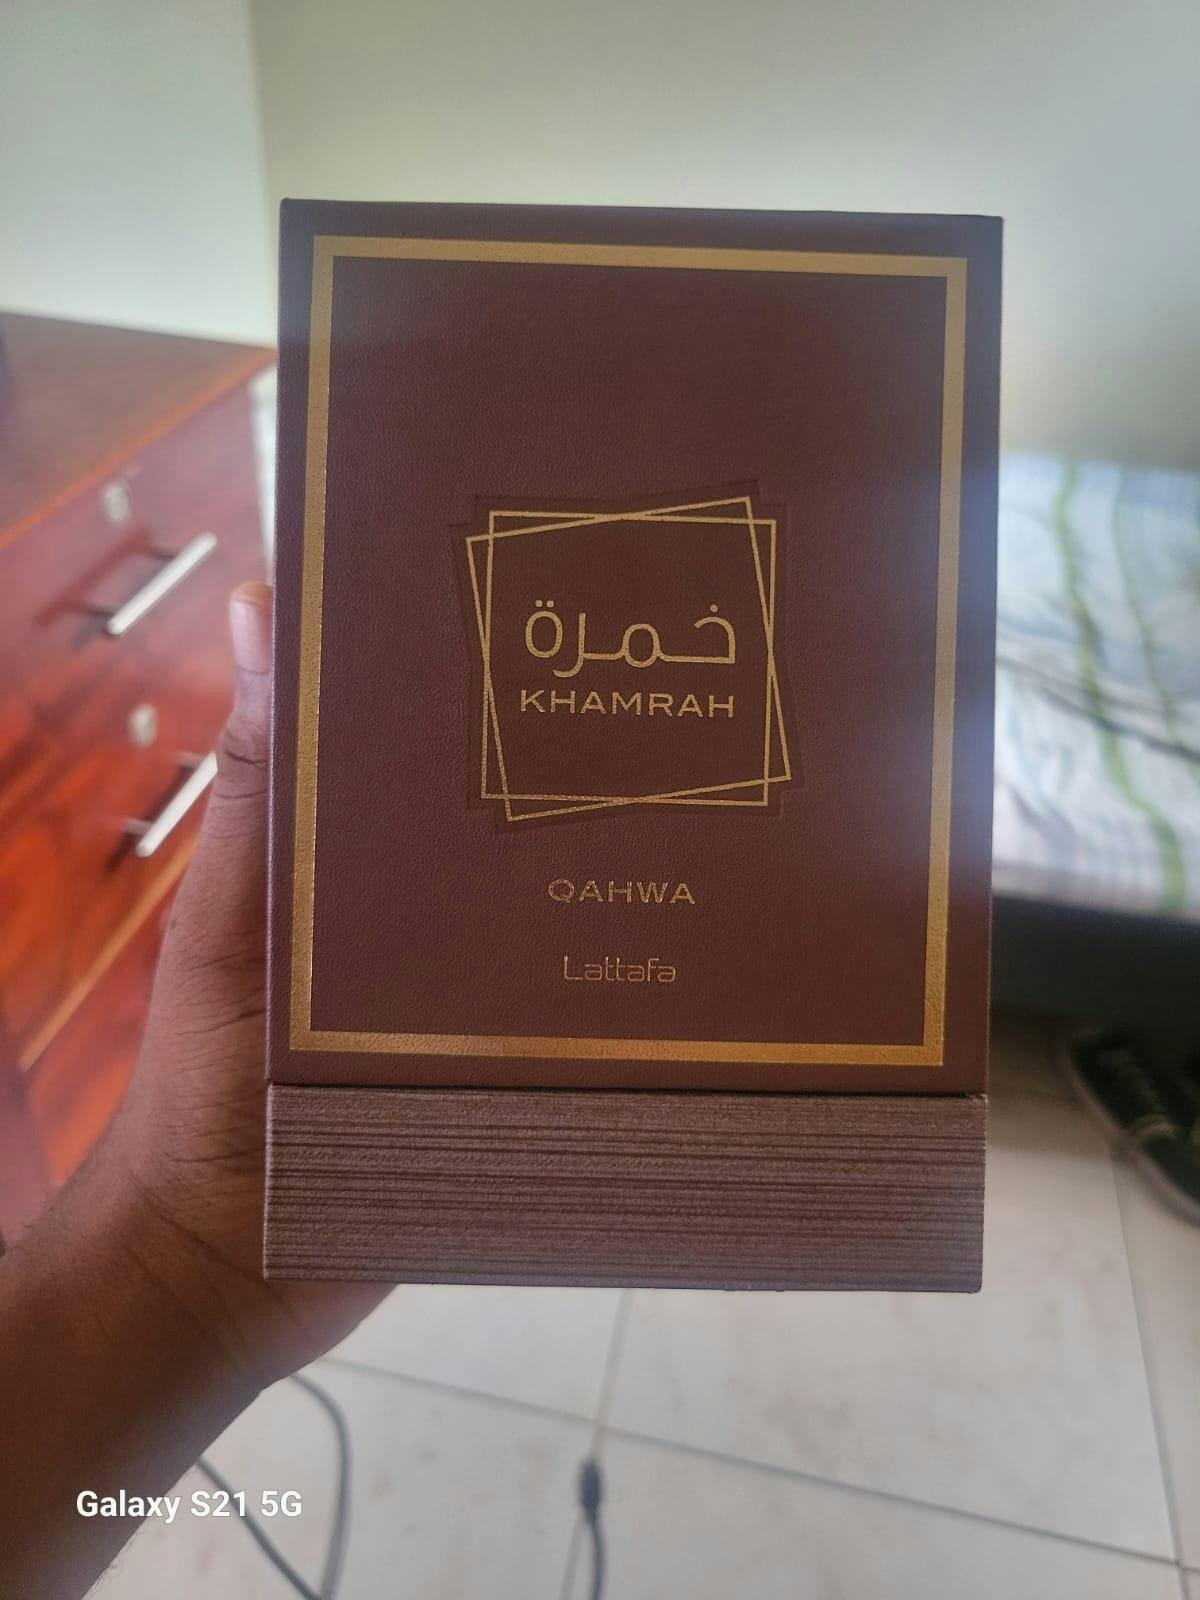 خمرة
KHAMRAH
QAHWA
Lattafa
Galaxy S21 5G